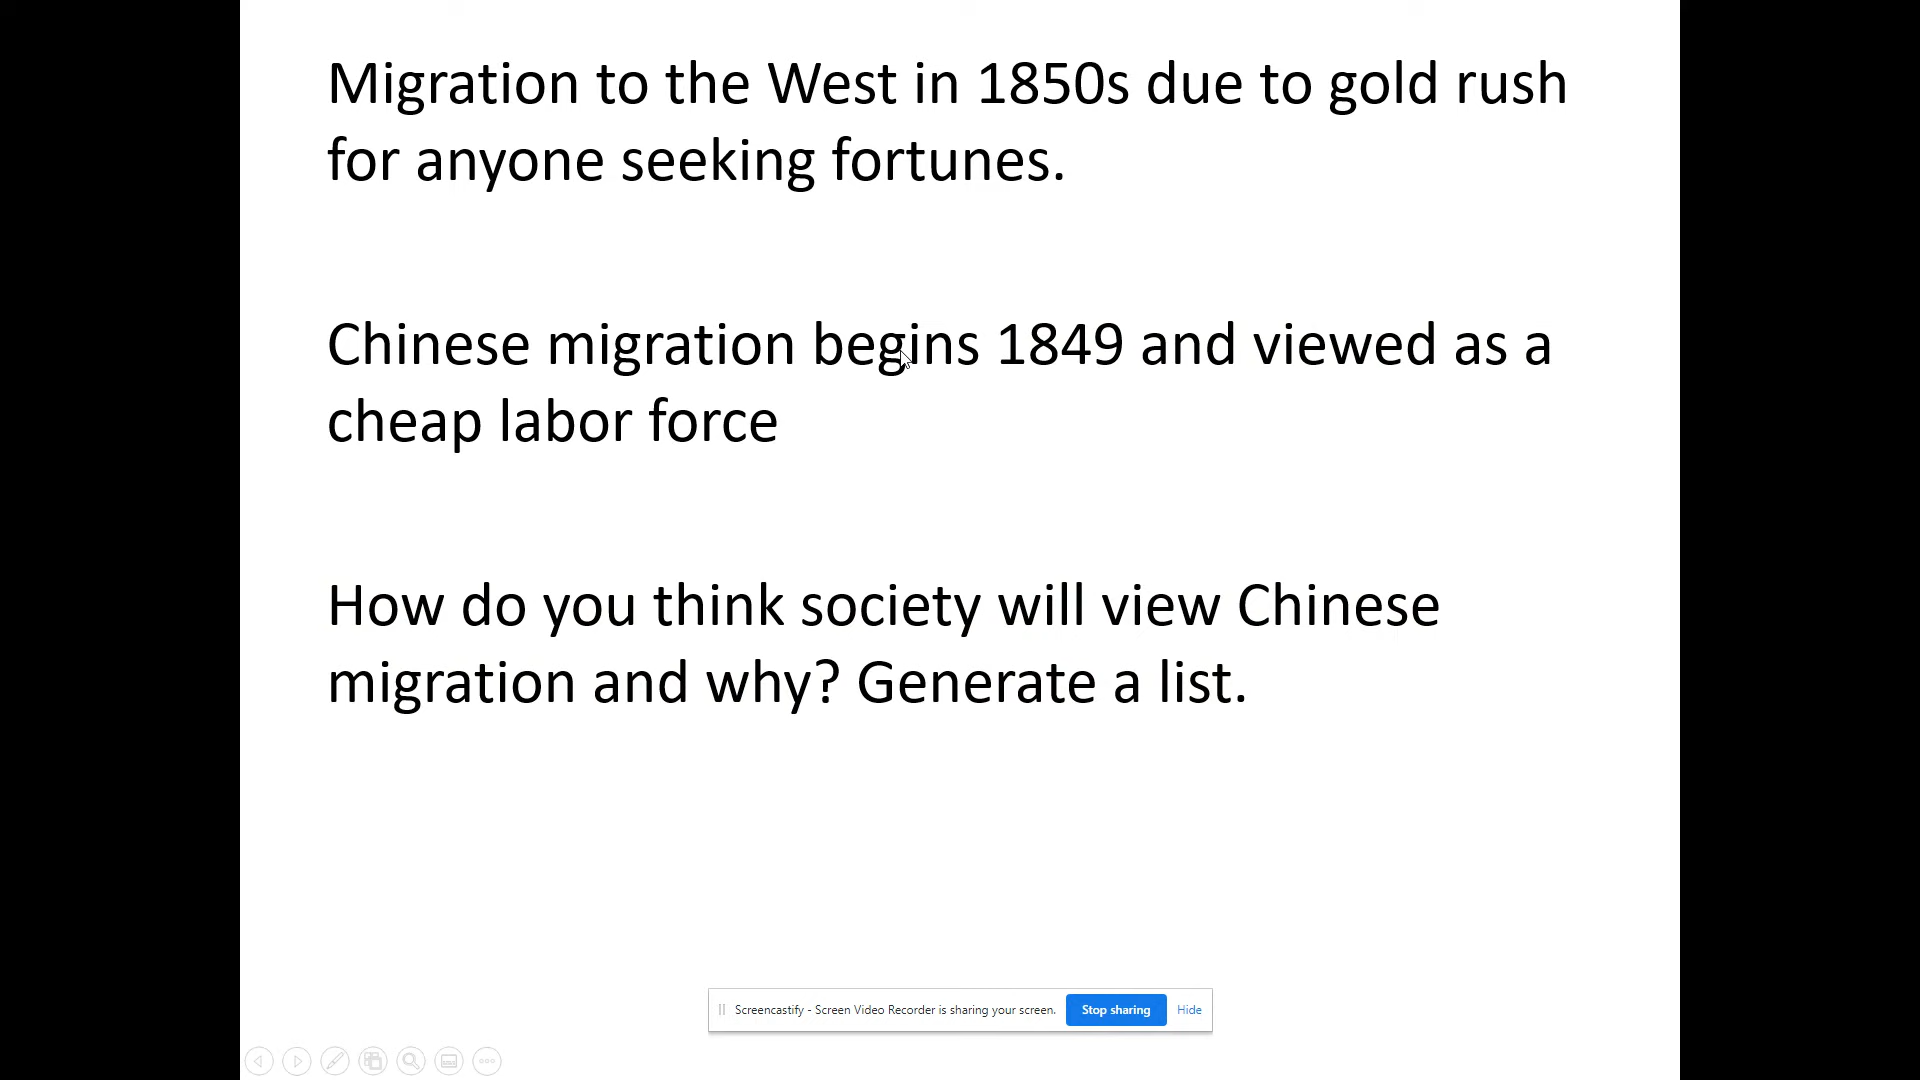 Migration to the West in 1850s due to gold rush
for anyone seeking fortunes.
Chinese migration begins 1849 and viewed as a
cheap labor force
How do you think society will view Chinese
migration and why? Generate a list.
Screencastify - Screen Video Recorder is sharing your screen. Stop sharing Hide